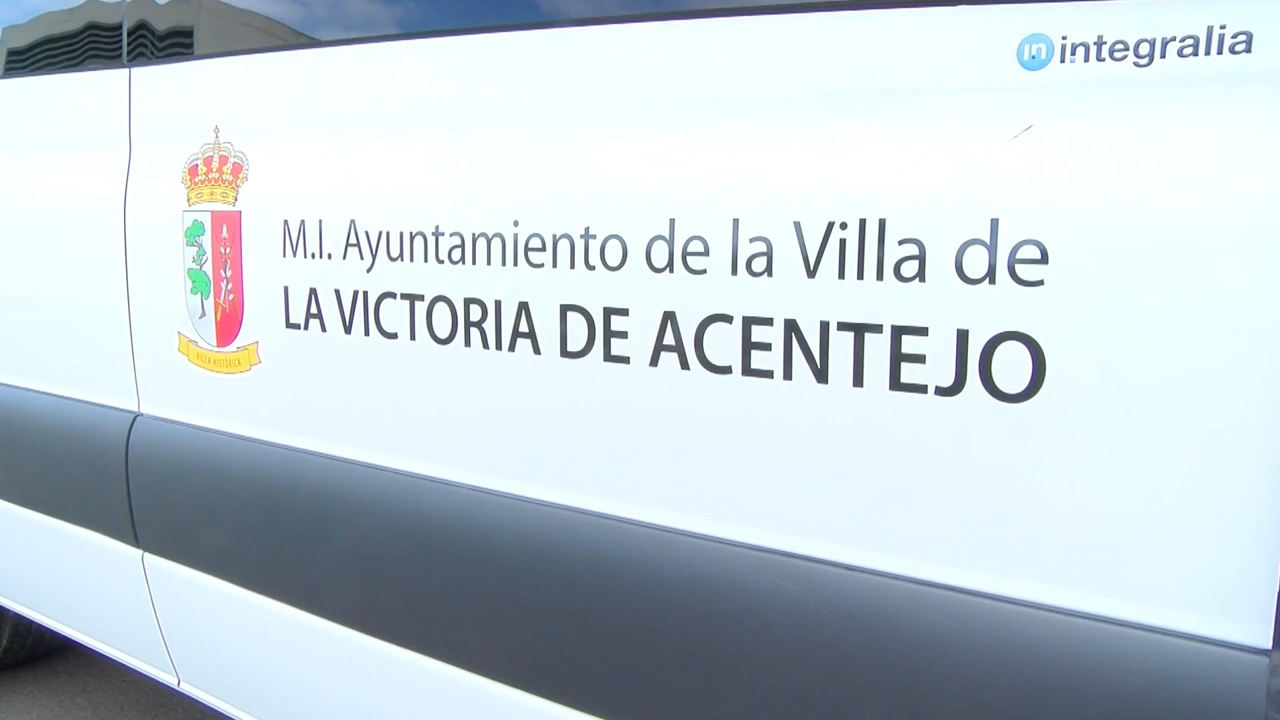 integralia
M.I. Ayuntamiento de la Villa de
LA VICTORIA DE ACENTEJO
VILLA HISTÓRICA